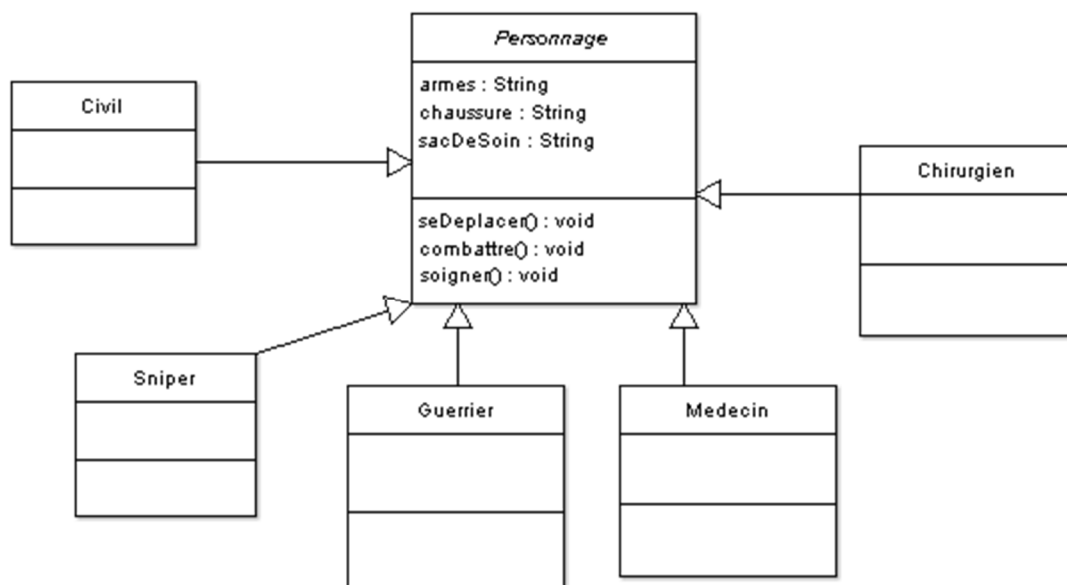 Personnage
armes : String
chaussure : String
sacDeSoin : String
seDeplacer() : void
combattre() : void
soigner() : void
Civil
Chirurgien
Sniper
Guerrier
Medecin